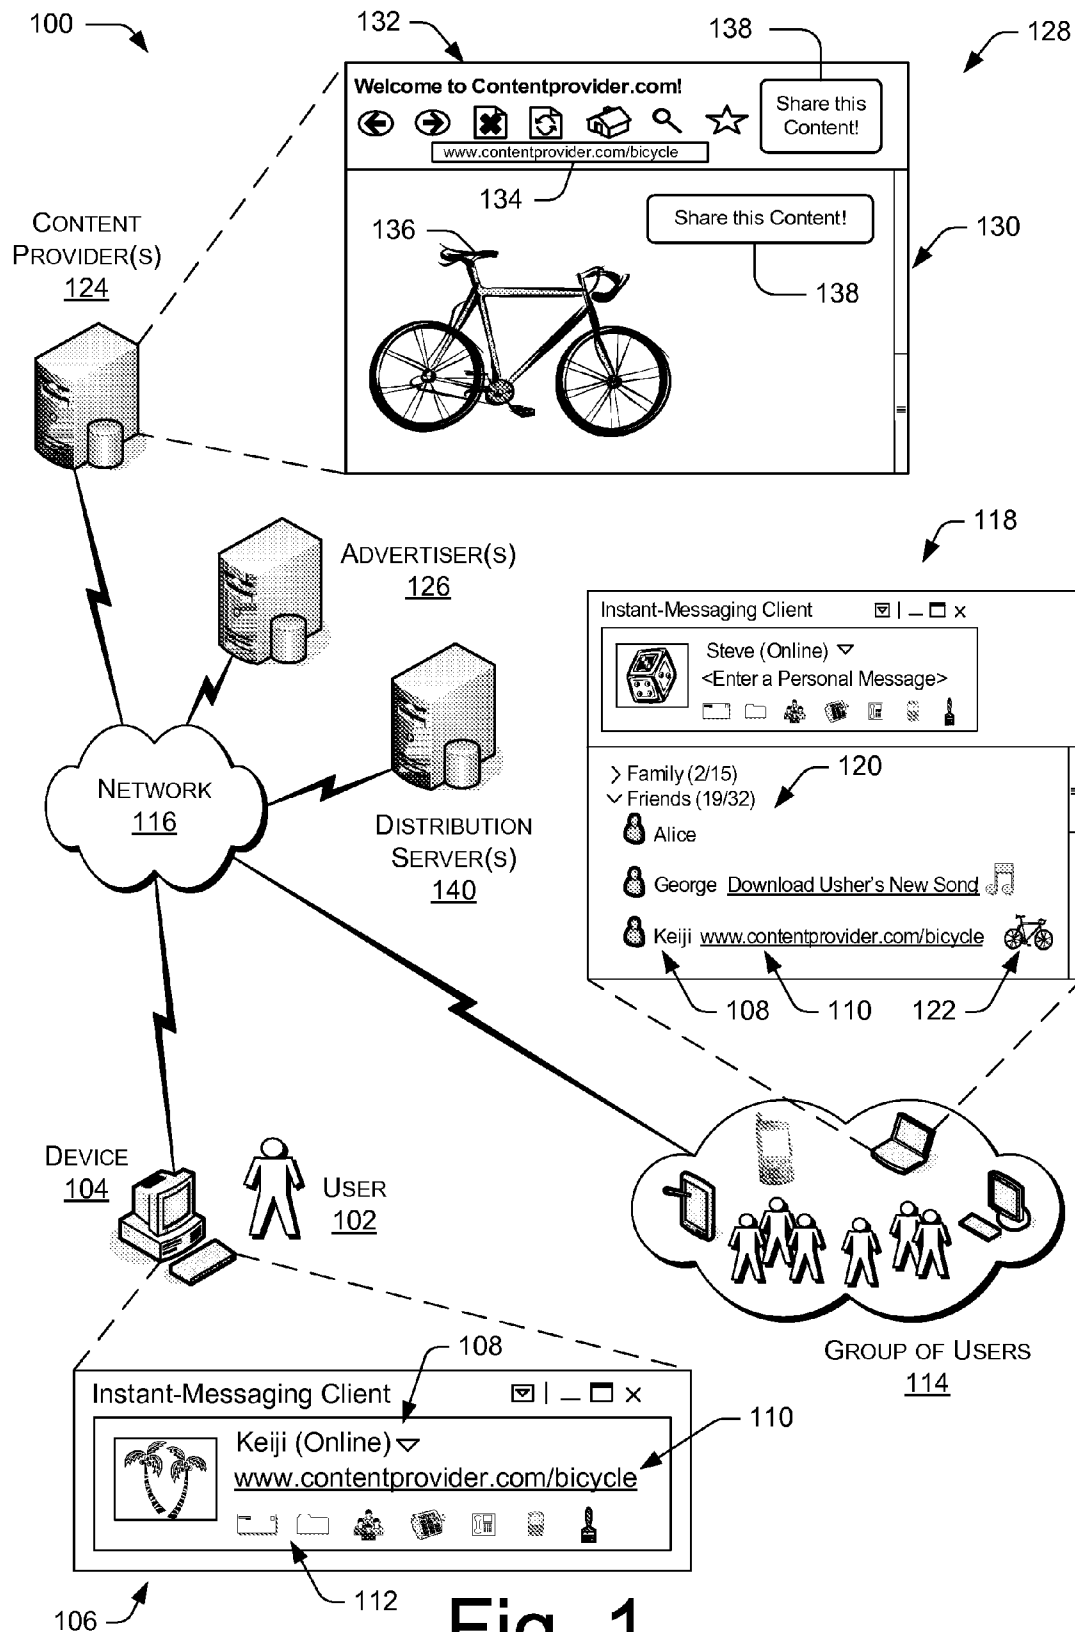 100
132
138
128
Welcome to Contentprovider.com!
Share this
Content!
www.contentprovider.com/bicycle
134
Share this Content!
136
130
138
CONTENT
PROVIDER(S)
124
118
ADVERTISER(S)
126
Instant-Messaging Client
Steve (Online)
<Enter a Personal Message>
NETWORK
116
Family (2/15)
120
Friends (19/32)
Alice
DISTRIBUTION
SERVER(S)
140
George Download Usher's New Sond
Keiji www.contentprovider.com/bicycle
108
110
122
DEVICE
104
USER
102
GROUP OF USERS
114
108
Instant-Messaging Client
110
Keiji (Online)
www.contentprovider.com/bicycle
112
106
Fig. 1